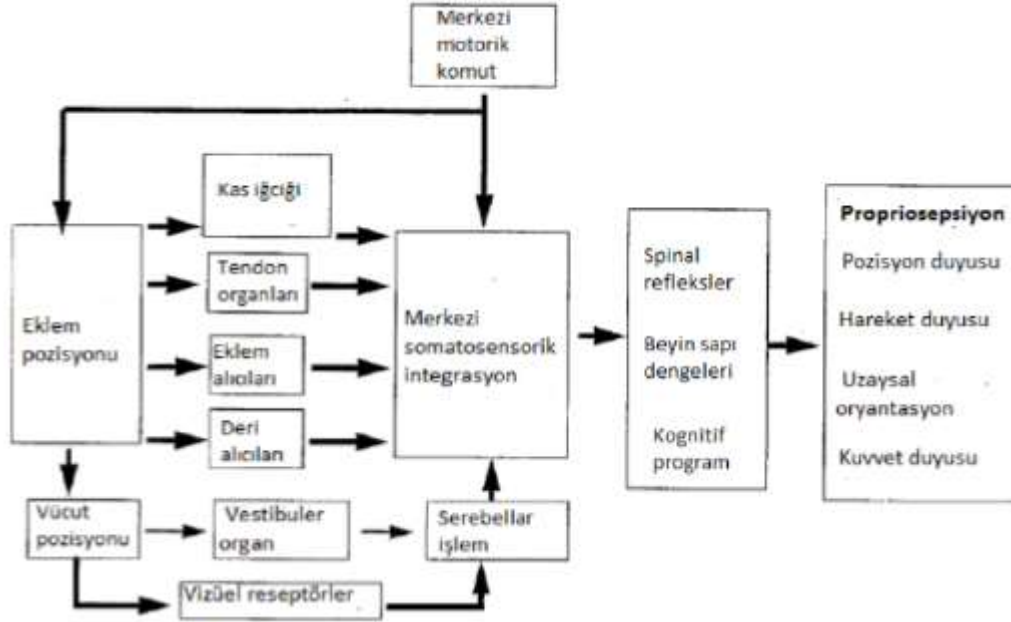 Merkezi
motorik
komut
Kas iğciği
Tendon
organları
Eklem
pozisyonu
Eklem
alıcıları
Deri
alıcıları
Merkezi
somatosensorik
integrasyon
Vücut
pozisyonu
Vestibuler
organ
Serebellar
işlem
Vizüel reseptörler
Spinal
refleksler
Beyin sapı
dengeleri
Kognitif
program
Propriosepsiyon
Pozisyon duyusu
Hareket duyusu
Uzaysal
oryantasyon
Kuvvet duyusu